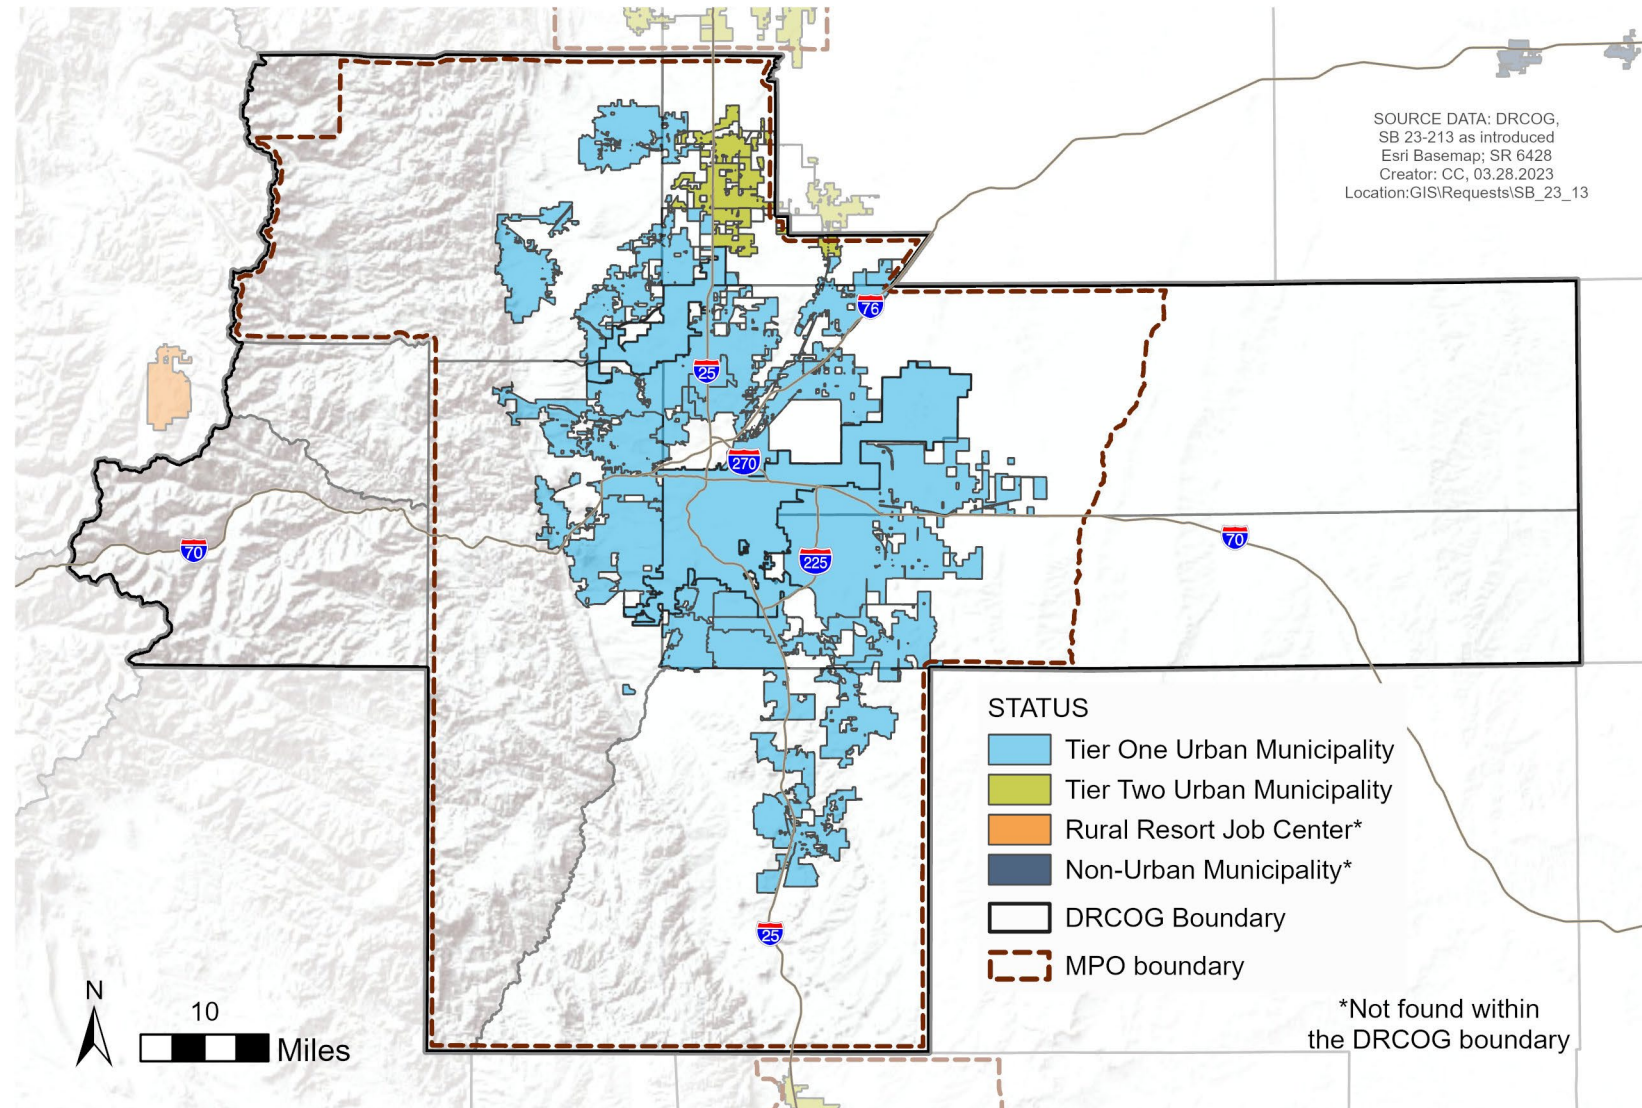 SOURCE DATA: DRCOG,
SB 23-213 as introduced
Esri Basemap; SR 6428
Creator: CC, 03.28.2023
Location:GIS\Requests\SB_23_13
76
25
270
70
225
70
STATUS
Tier One Urban Municipality
Tier Two Urban Municipality
Rural Resort Job Center*
Non-Urban Municipality*
DRCOG Boundary
MPO boundary
25
N
10
Miles
*Not found within
the DRCOG boundary